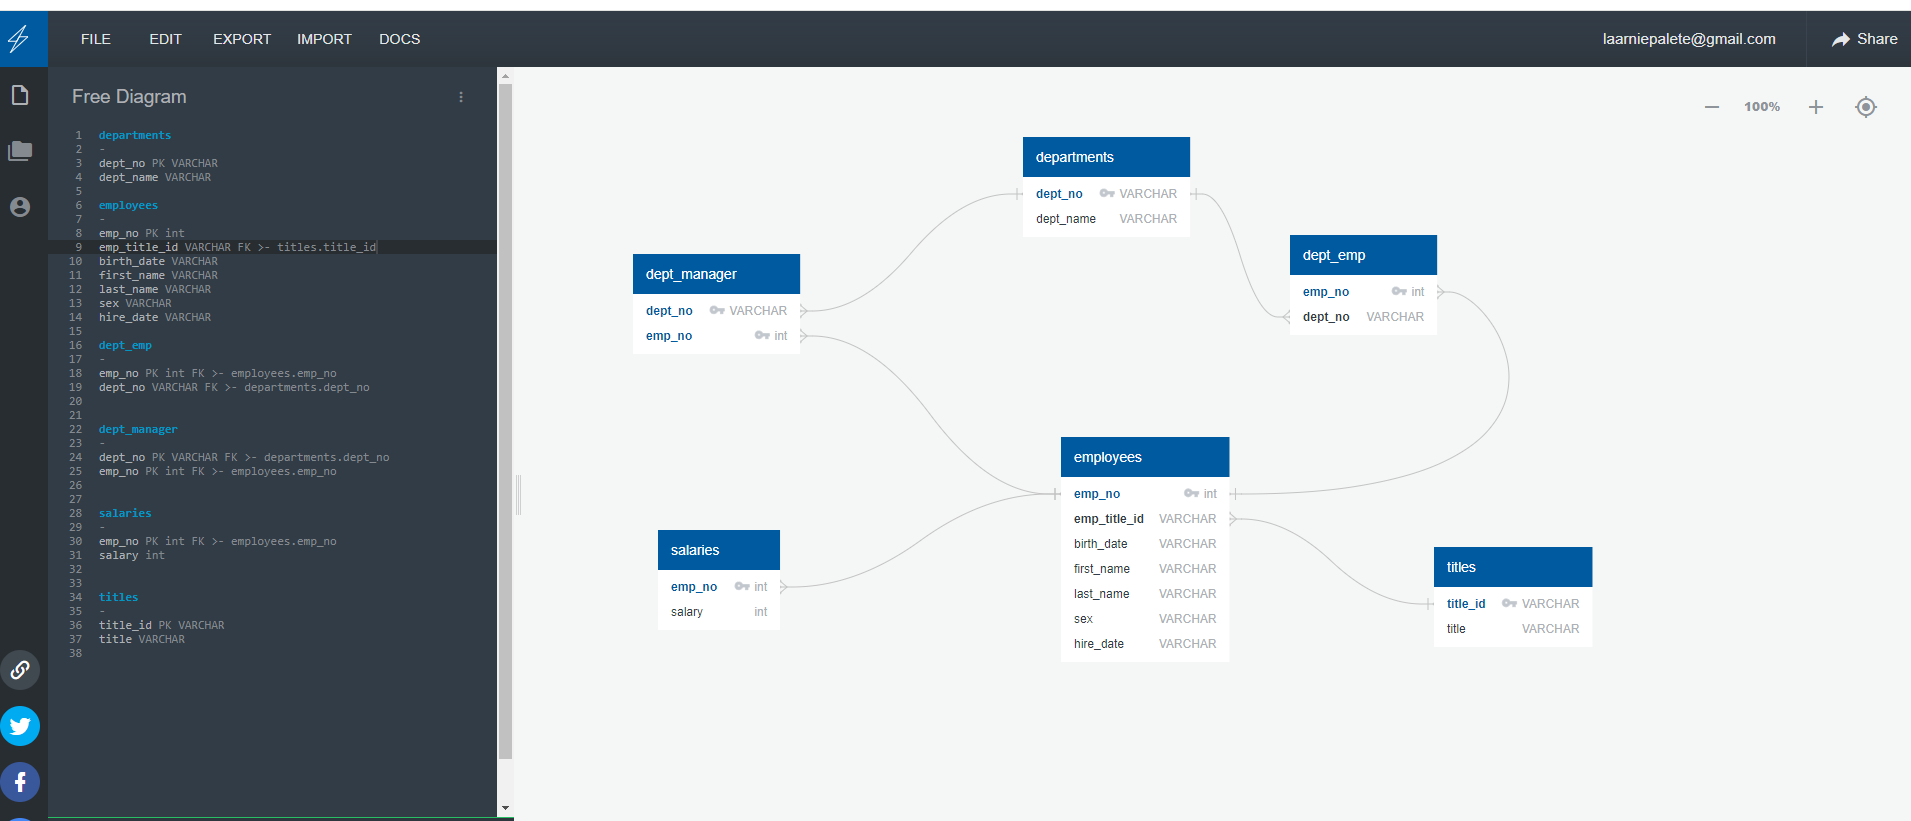 FILE EDIT EXPORT IMPORT DOCS laarniepalete@gmail.com Share
Free Diagram
1 departments
2 -
3 dept_no PK VARCHAR
4 dept_name VARCHAR
5
6 employees
7 -
8 emp_no PK int
9 emp_title_id VARCHAR FK >- titles.title_id
10 birth_date VARCHAR
11 first_name VARCHAR
12 last_name VARCHAR
13 sex VARCHAR
14 hire_date VARCHAR
15
16 dept_emp
17 -
18 emp_no PK int FK >- employees.emp_no
19 dept_no VARCHAR FK >- departments.dept_no
20
21
22 dept_manager
23 -
24 dept_no PK VARCHAR FK >- departments.dept_no
25 emp_no PK int FK >- employees.emp_no
26
27
28 salaries
29 -
30 emp_no PK int FK >- employees.emp_no
31 salary int
32
33
34 titles
35 -
36 title_id PK VARCHAR
37 title VARCHAR
38
100%
departments
dept_no VARCHAR
dept_name VARCHAR
dept_manager
dept_no VARCHAR
emp_no int
dept_emp
emp_no int
dept_no VARCHAR
employees
emp_no int
emp_title_id VARCHAR
birth_date VARCHAR
first_name VARCHAR
last_name VARCHAR
sex VARCHAR
hire_date VARCHAR
salaries
emp_no int
salary int
titles
title_id VARCHAR
title VARCHAR